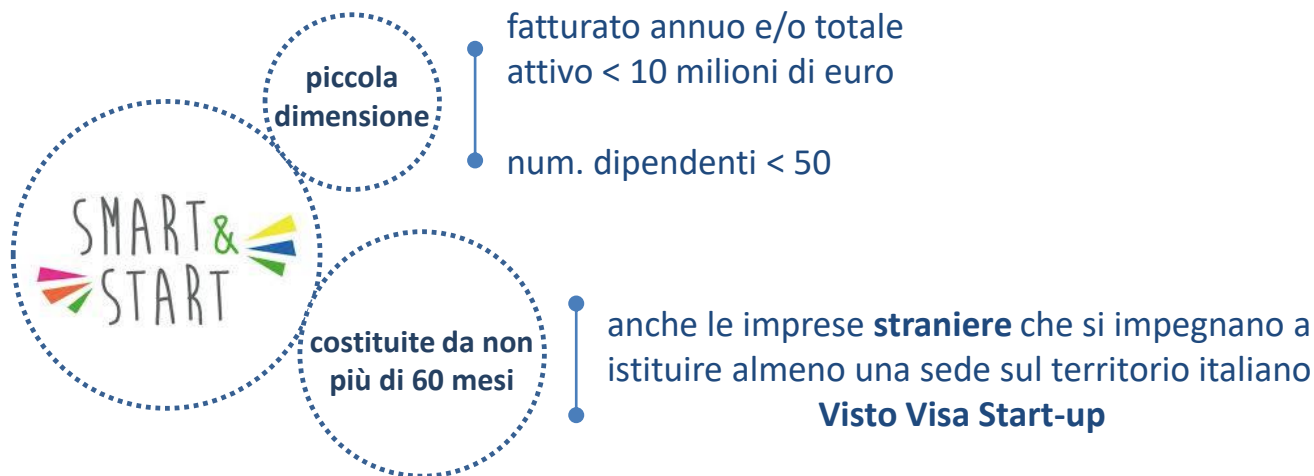 piccola
dimensione
fatturato annuo e/o totale
attivo < 10 milioni di euro
num. dipendenti < 50
SMART&
START
costituite da non
più di 60 mesi
anche le imprese straniere che si impegnano a
istituire almeno una sede sul territorio italiano
Visto Visa Start-up